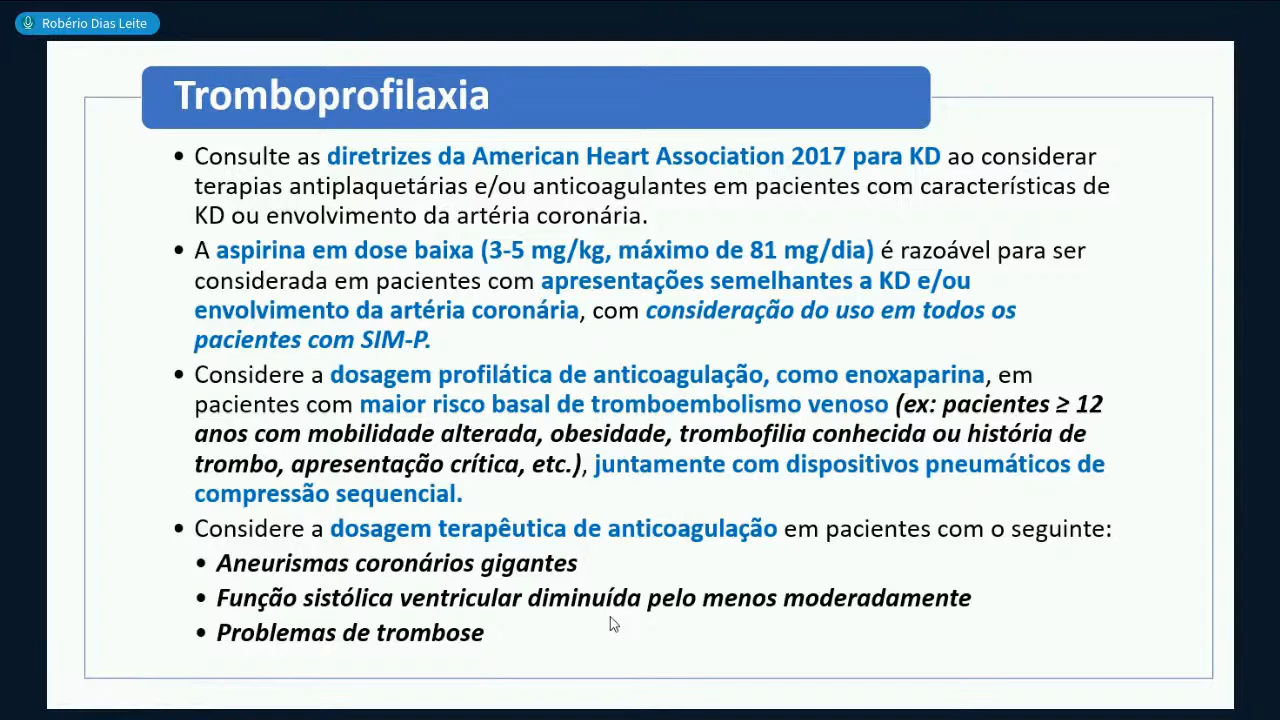 Robério Dias Leite
Tromboprofilaxia
• Consulte as diretrizes da American Heart Association 2017 para KD ao considerar
terapias antiplaquetárias e/ou anticoagulantes em pacientes com características de
KD ou envolvimento da artéria coronária.
• A aspirina em dose baixa (3-5 mg/kg, máximo de 81 mg/dia) é razoável para ser
considerada em pacientes com apresentações semelhantes a KD e/ou
envolvimento da artéria coronária, com consideração do uso em todos os
pacientes com SIM-P.
• Considere a dosagem profilática de anticoagulação, como enoxaparina, em
pacientes com maior risco basal de tromboembolismo venoso (ex: pacientes ≥ 12
anos com mobilidade alterada, obesidade, trombofilia conhecida ou história de
trombo, apresentação crítica, etc.), juntamente com dispositivos pneumáticos de
compressão sequencial.
• Considere a dosagem terapêutica de anticoagulação em pacientes com o seguinte:
• Aneurismas coronários gigantes
• Função sistólica ventricular diminuída pelo menos moderadamente
• Problemas de trombose